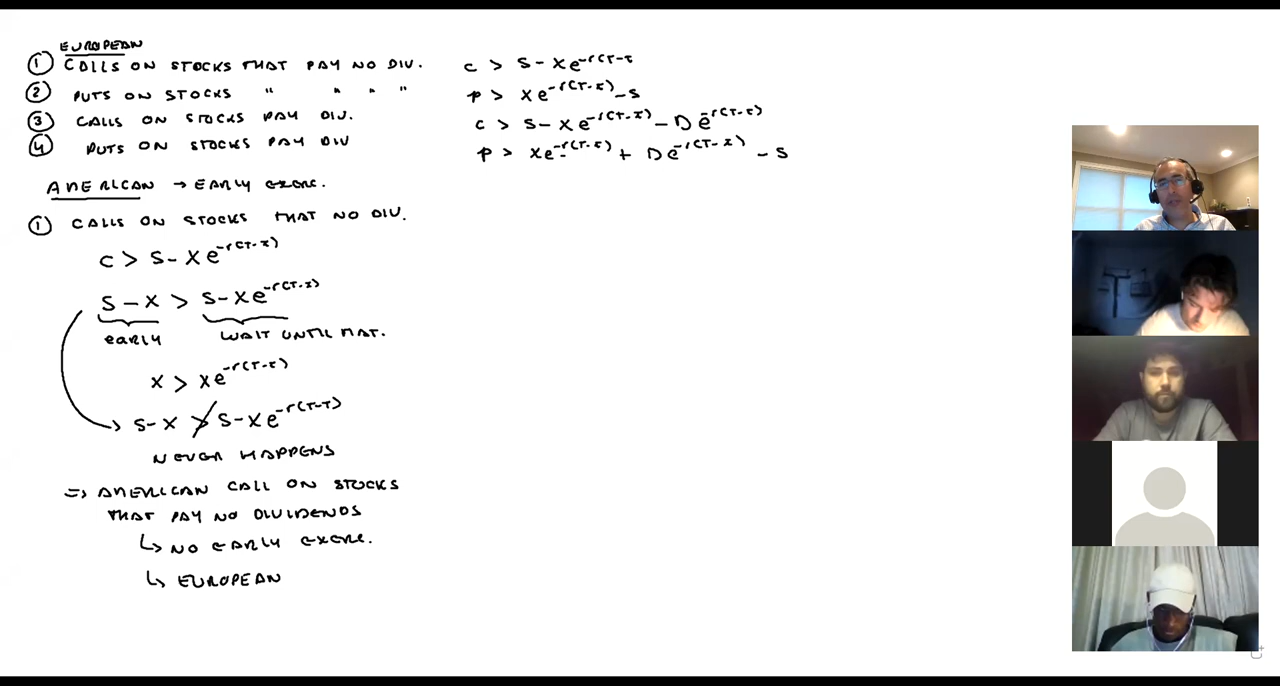 EUROPEAN
① CALLS ON STOCKS THAT PAY NO DIV. c > S - Xe^-r(T-t
② PUTS ON STOCKS " " " " p > Xe^-r(T-t) - S
③ CALLS ON STOCKS PAY DIV. c > S - Xe^-r(T-t) - De^-r(T-t)
④ PUTS ON STOCKS PAY DIV p > Xe^-r(T-t) + De^-r(T-t) - S
AMERICAN → EARLY EXERC.
① CALLS ON STOCKS THAT NO DIV.
c > S - Xe^-r(T-t)
S - X > S - Xe^-r(T-t)
EARLY WAIT UNTIL MAT.
X > Xe^-r(T-t)
S - X ≯ S - Xe^-r(T-t)
NEVER HAPPENS
⇒ AMERICAN CALL ON STOCKS
THAT PAY NO DIVIDENDS
↳ NO EARLY EXERC.
↳ EUROPEAN